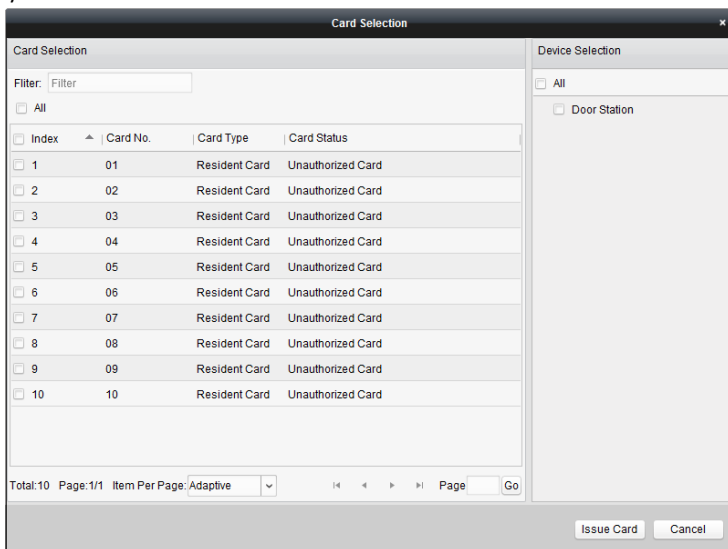 Card Selection ×
Card Selection
Device Selection
Fliter: Filter
All
All
Door Station
Index Card No. Card Type Card Status
1 01 Resident Card Unauthorized Card
2 02 Resident Card Unauthorized Card
3 03 Resident Card Unauthorized Card
4 04 Resident Card Unauthorized Card
5 05 Resident Card Unauthorized Card
6 06 Resident Card Unauthorized Card
7 07 Resident Card Unauthorized Card
8 08 Resident Card Unauthorized Card
9 09 Resident Card Unauthorized Card
10 10 Resident Card Unauthorized Card
Total:10 Page:1/1 Item Per Page: Adaptive Page Go
Issue Card Cancel